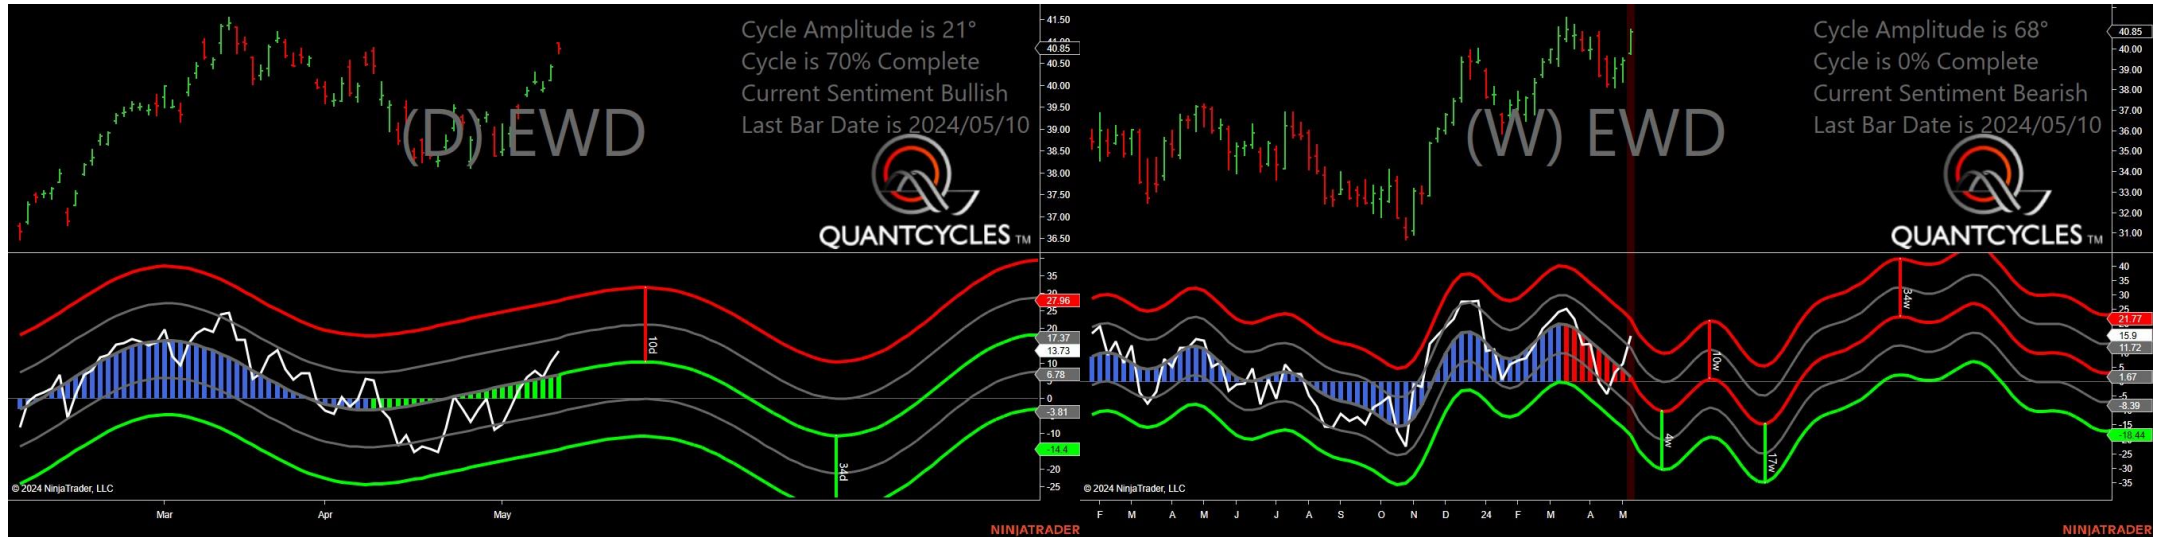 Cycle Amplitude is 21°
Cycle is 70% Complete
Current Sentiment Bullish
Last Bar Date is 2024/05/10
(D) EWD
QUANTCYCLES TM
41.50
40.85
40.50
40.00
39.50
39.00
38.50
38.00
37.50
37.00
36.50
35
27.96
25
20
17.37
13.73
10
6.78
0
-3.81
-10
-14.4
-20
-25
10d
34d
© 2024 NinjaTrader, LLC
Mar Apr May
NINJATRADER
Cycle Amplitude is 68°
Cycle is 0% Complete
Current Sentiment Bearish
Last Bar Date is 2024/05/10
(W) EWD
QUANTCYCLES TM
40.85
40.00
39.00
38.00
37.00
36.00
35.00
34.00
33.00
32.00
31.00
40
35
30
25
21.77
15.9
11.72
5
1.67
-5
-8.39
-15
-18.44
-25
-30
-35
4w
10w
17w
34w
© 2024 NinjaTrader, LLC
F M A M J J A S O N D 24 F M A M
NINJATRADER